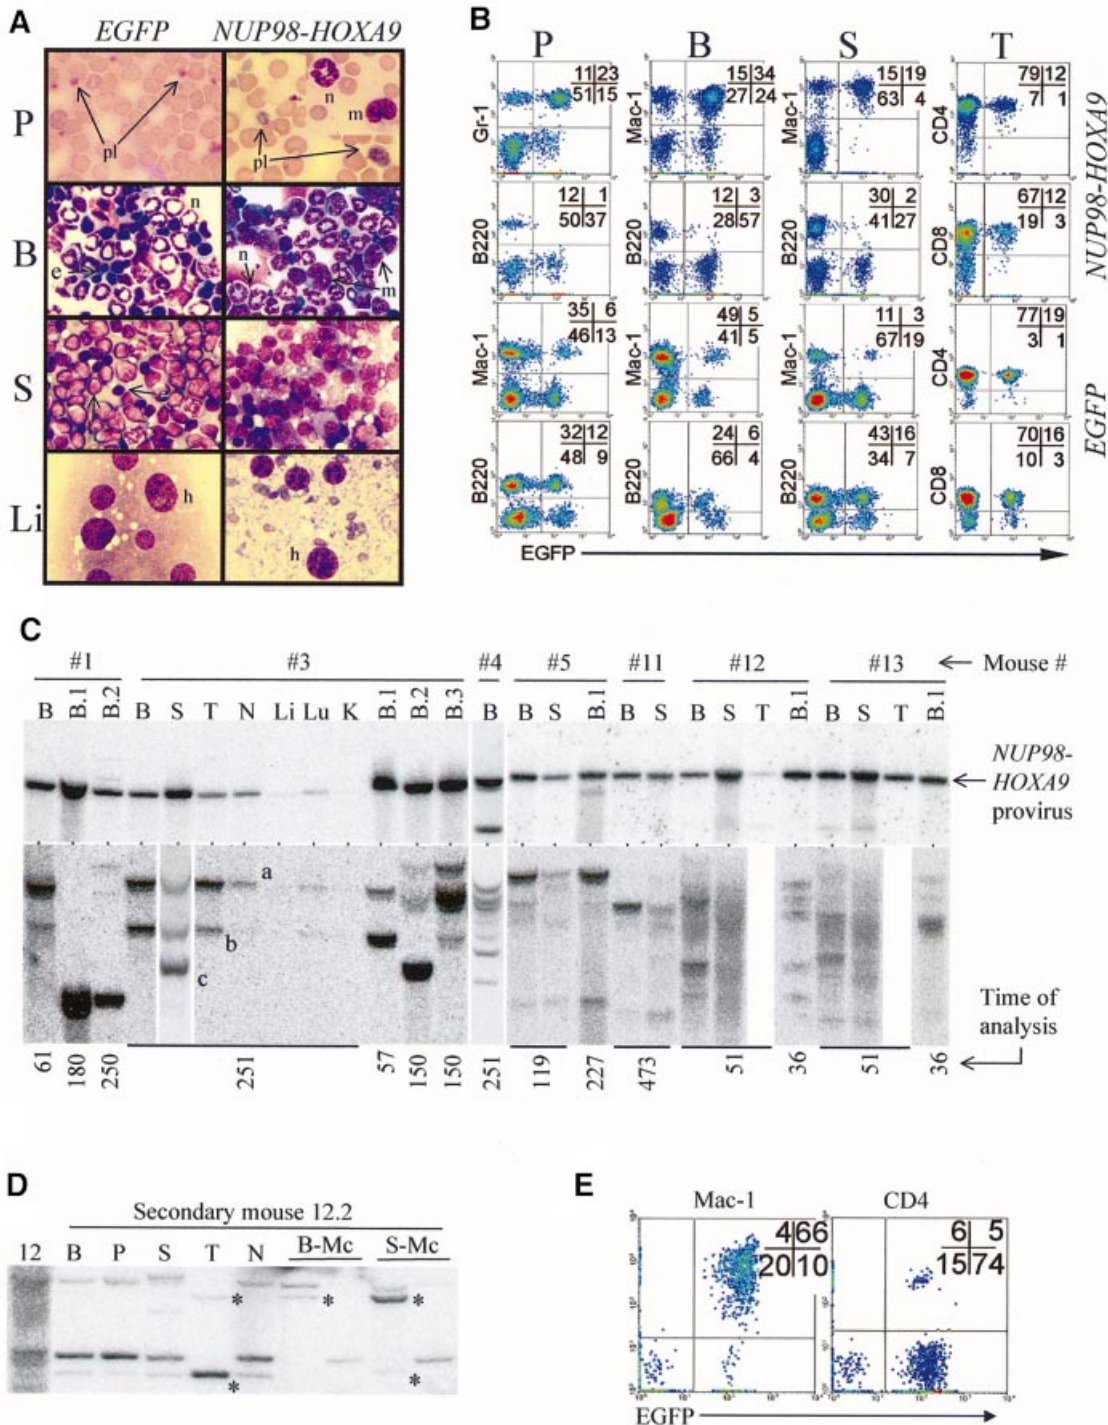 A
EGFP NUP98-HOXA9
P
pl
n
m
pl
B
n
e
n
m
S
e
Li
h
h
B
P B S T
Gr-1
11 23
51 15
Mac-1
15 34
27 24
Mac-1
15 19
63 4
CD4
79 12
7 1
B220
12 1
50 37
B220
12 3
28 57
B220
30 2
41 27
CD8
67 12
19 3
NUP98-HOXA9
Mac-1
35 6
46 13
Mac-1
49 5
41 5
Mac-1
11 3
67 19
CD4
77 19
3 1
B220
32 12
48 9
B220
24 6
66 4
B220
43 16
34 7
CD8
70 16
10 3
EGFP
EGFP
C
#1 #3 #4 #5 #11 #12 #13 Mouse #
B B.1 B.2 B S T N Li Lu K B.1 B.2 B.3 B B S B.1 B S B S T B.1 B S T B.1
NUP98-
HOXA9
provirus
a
b
c
Time of
analysis
61 180 250 251 57 150 150 251 119 227 473 51 36 51 36
D
Secondary mouse 12.2
12 B P S T N B-Mc S-Mc
* * *
* *
E
Mac-1 CD4
4 66
20 10
6 5
15 74
EGFP